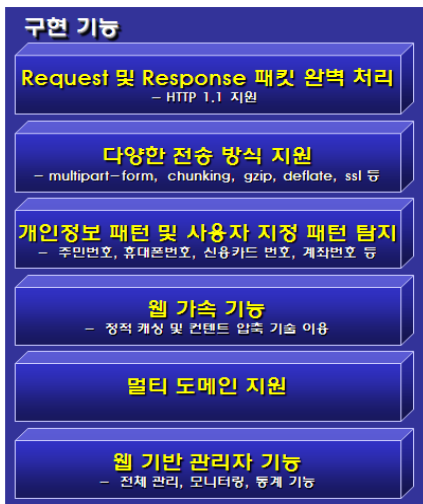 구현 기능
Request 및 Response 패킷 완벽 처리
– HTTP 1.1 지원
다양한 전송 방식 지원
– multipart-form, chunking, gzip, deflate, ssl 등
개인정보 패턴 및 사용자 지정 패턴 탐지
– 주민번호, 휴대폰번호, 신용카드 번호, 계좌번호 등
웹 가속 기능
– 정적 캐싱 및 컨텐트 압축 기술 이용
멀티 도메인 지원
웹 기반 관리자 기능
– 전체 관리, 모니터링, 통계 기능